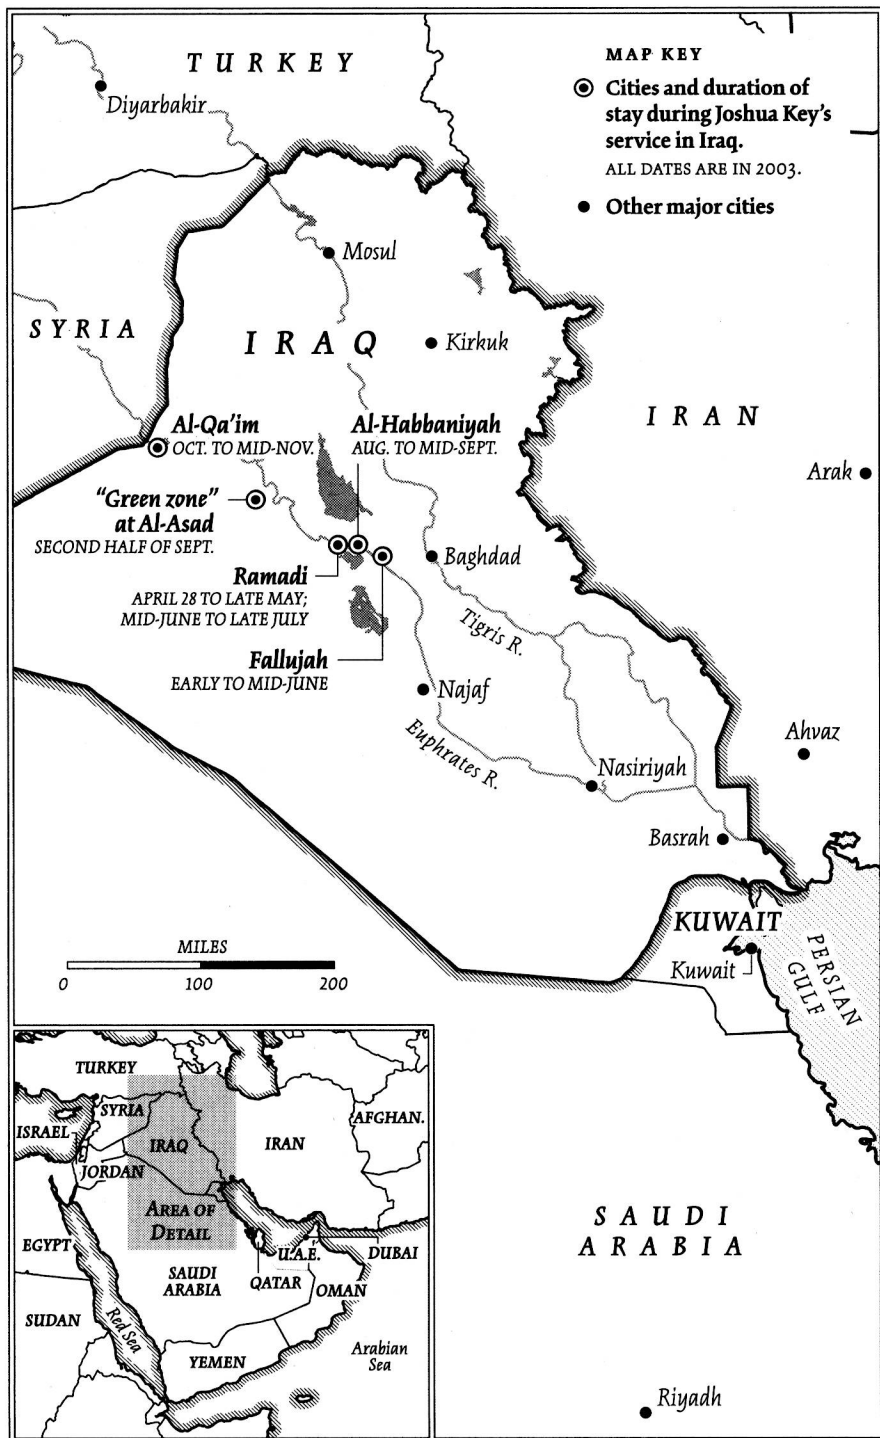 TURKEY
Diyarbakir
MAP KEY
Cities and duration of
stay during Joshua Key's
service in Iraq.
ALL DATES ARE IN 2003.
Other major cities
Mosul
SYRIA
IRAQ
Kirkuk
IRAN
Al-Qa'im
OCT. TO MID-NOV.
Al-Habbaniyah
AUG. TO MID-SEPT.
Arak
"Green zone"
at Al-Asad
SECOND HALF OF SEPT.
Baghdad
Ramadi
APRIL 28 TO LATE MAY;
MID-JUNE TO LATE JULY
Tigris R.
Fallujah
EARLY TO MID-JUNE
Najaf
Euphrates R.
Ahvaz
Nasiriyah
Basrah
KUWAIT
Kuwait
PERSIAN
GULF
MILES
0 100 200
TURKEY
SYRIA
AFGHAN.
ISRAEL
IRAQ
IRAN
JORDAN
AREA OF
DETAIL
EGYPT
U.A.E.
DUBAI
SAUDI
ARABIA
QATAR
OMAN
SUDAN
Red Sea
YEMEN
Arabian
Sea
SAUDI
ARABIA
Riyadh